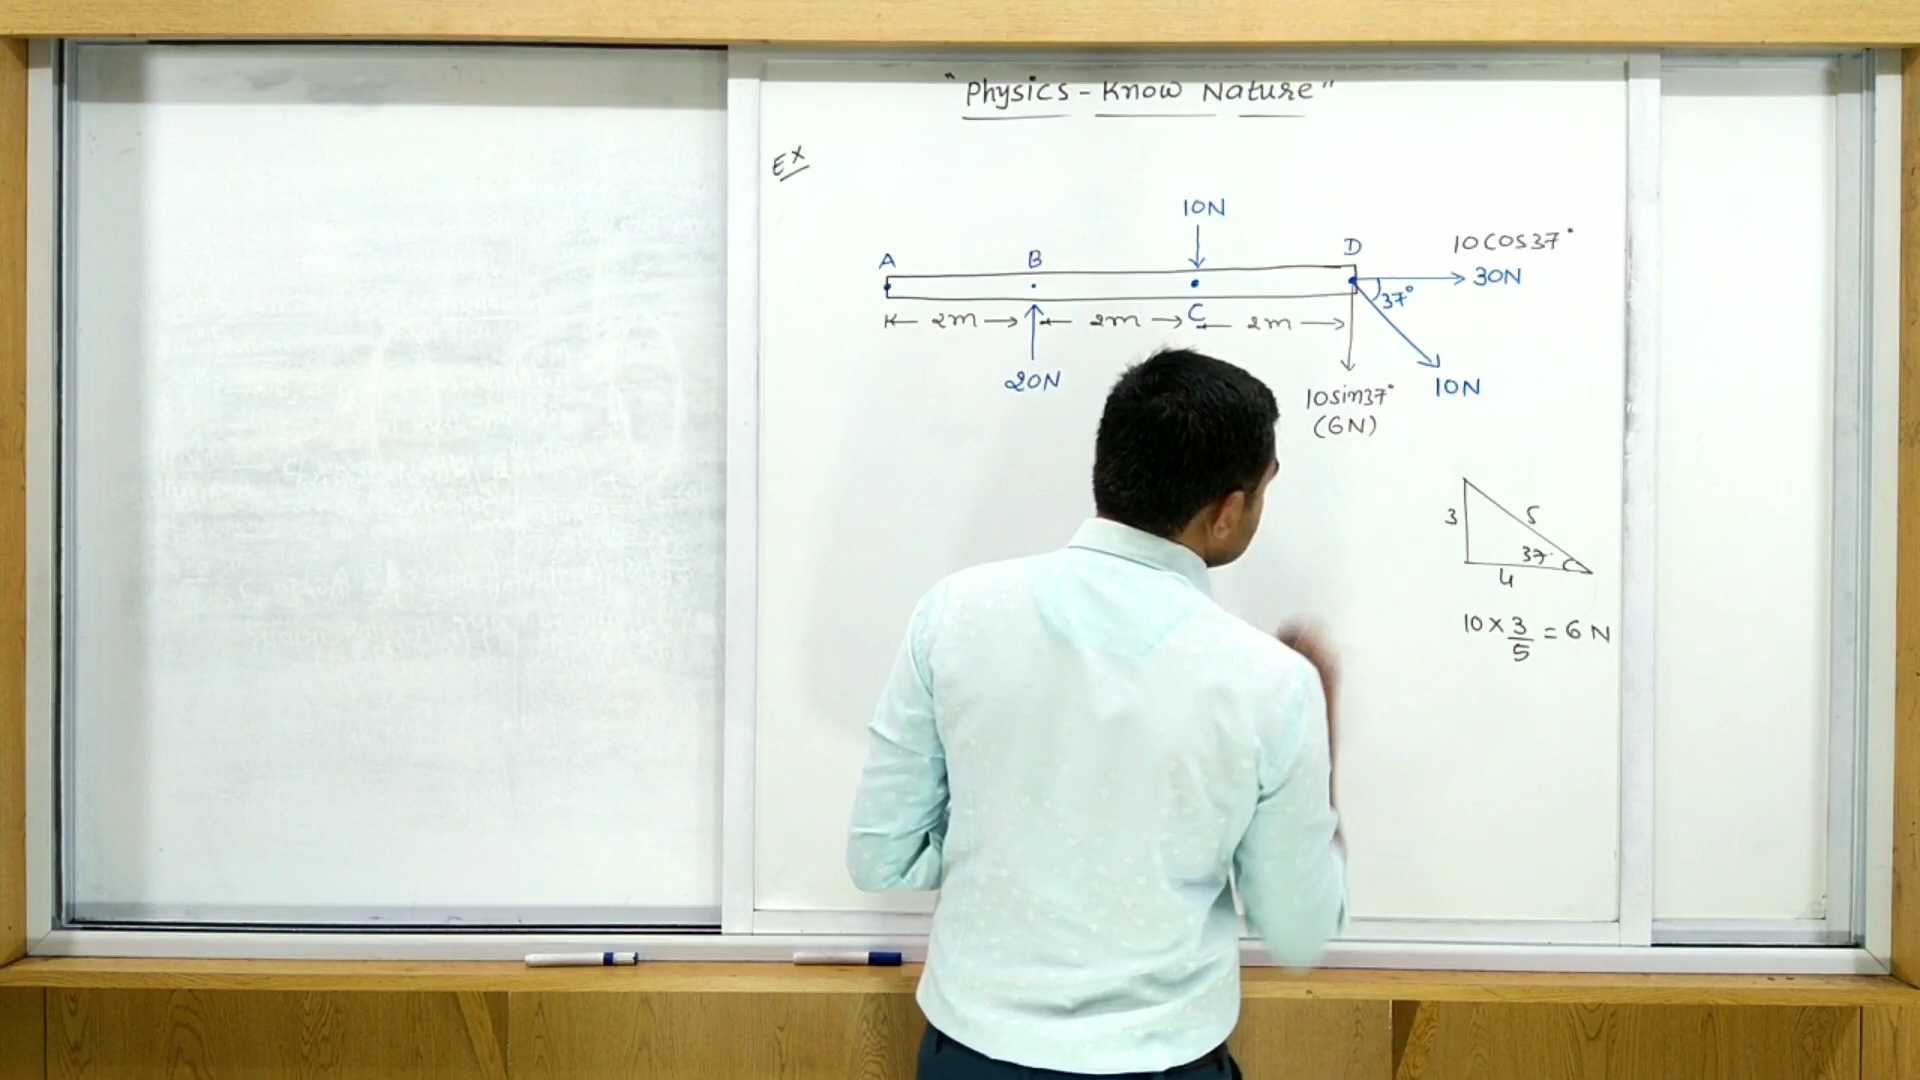 "Physics - Know Nature"
Ex
10N
A B D 10cos37°
30N
37°
2m 2m C 2m
20N
10N
10sin37°
(6N)
3 5
37°
4
10 × 3/5 = 6 N